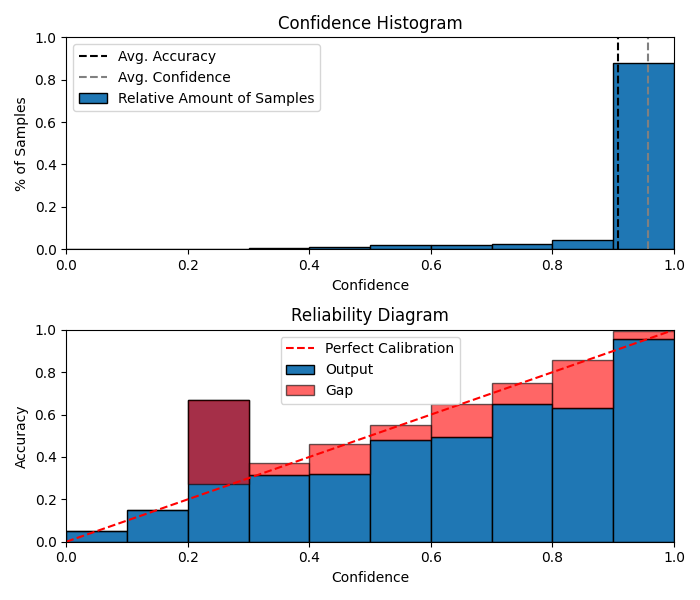 Confidence Histogram
1.0
0.8
0.6
0.4
0.2
0.0
% of Samples
Avg. Accuracy
Avg. Confidence
Relative Amount of Samples
0.0 0.2 0.4 0.6 0.8 1.0
Confidence
Reliability Diagram
1.0
0.8
0.6
0.4
0.2
0.0
Accuracy
Perfect Calibration
Output
Gap
0.0 0.2 0.4 0.6 0.8 1.0
Confidence